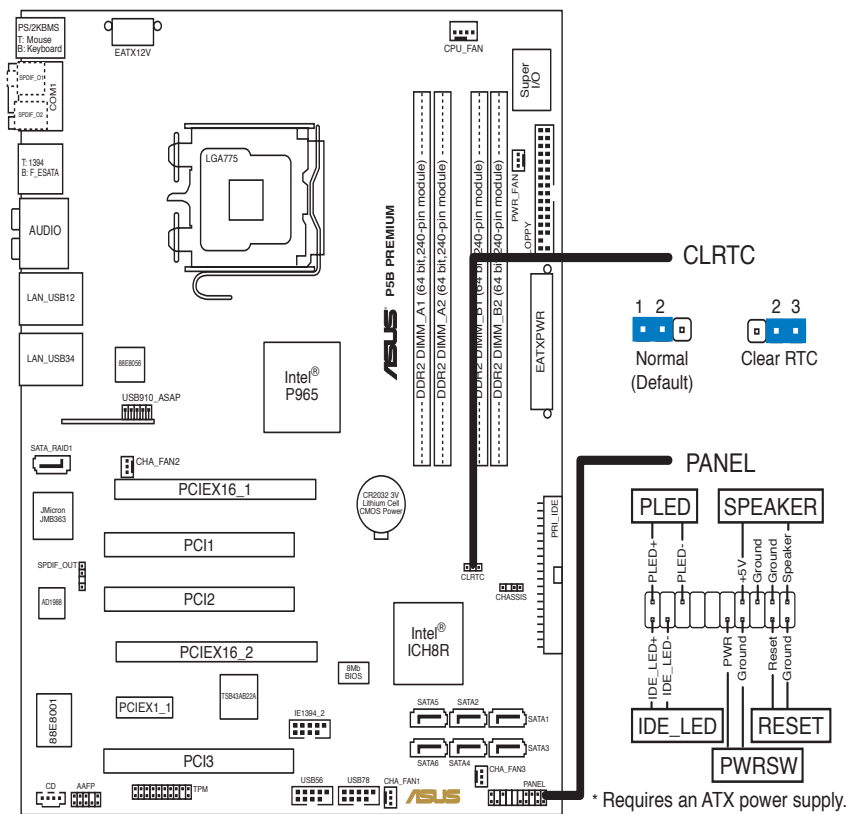 PS/2KBMS
T: Mouse
B: Keyboard
EATX12V
CPU_FAN
Super
I/O
SPDIF_O1
COM1
SPDIF_O2
T: 1394
B: F_ESATA
LGA775
AUDIO
LAN_USB12
LAN_USB34
88E8056
USB910_ASAP
Intel®
P965
ASUS P5B PREMIUM
DDR2 DIMM_A1 (64 bit,240-pin module)
DDR2 DIMM_A2 (64 bit,240-pin module)
DDR2 DIMM_B1 (64 bit,240-pin module)
DDR2 DIMM_B2 (64 bit,240-pin module)
PWR_FAN
LOPPY
EATXPWR
CLRTC
1 2
Normal
(Default)
2 3
Clear RTC
SATA_RAID1
CHA_FAN2
PCIEX16_1
JMicron
JMB363
PCI1
CR2032 3V
Lithium Cell
CMOS Power
PRI_IDE
SPDIF_OUT
CLRTC
CHASSIS
AD1988
PCI2
Intel®
ICH8R
PCIEX16_2
8Mb
BIOS
TSB43AB22A
PCIEX1_1
88E8001
IE1394_2
SATA5
SATA2
SATA1
SATA6
SATA4
SATA3
PCI3
CHA_FAN3
CD
AAFP
TPM
USB56
USB78
CHA_FAN1
ASUS
PANEL
PANEL
PLED
SPEAKER
PLED+
PLED-
+5V
Ground
Ground
Speaker
IDE_LED+
IDE_LED-
PWR
Ground
Reset
Ground
IDE_LED
RESET
PWRSW
* Requires an ATX power supply.